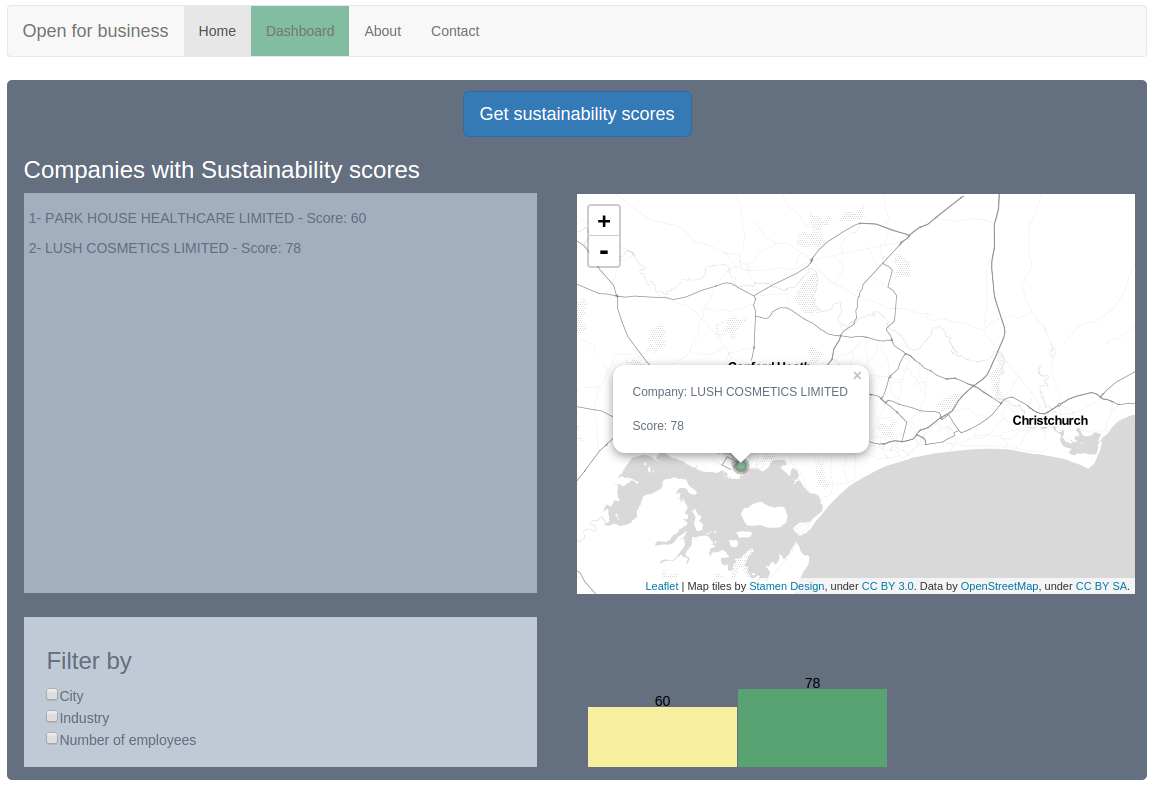 Open for business Home Dashboard About Contact
Get sustainability scores
Companies with Sustainability scores
1- PARK HOUSE HEALTHCARE LIMITED - Score: 60
2- LUSH COSMETICS LIMITED - Score: 78
+
-
×
Company: LUSH COSMETICS LIMITED
Score: 78
Christchurch
Leaflet | Map tiles by Stamen Design, under CC BY 3.0. Data by OpenStreetMap, under CC BY SA.
Filter by
City
Industry
Number of employees
60
78